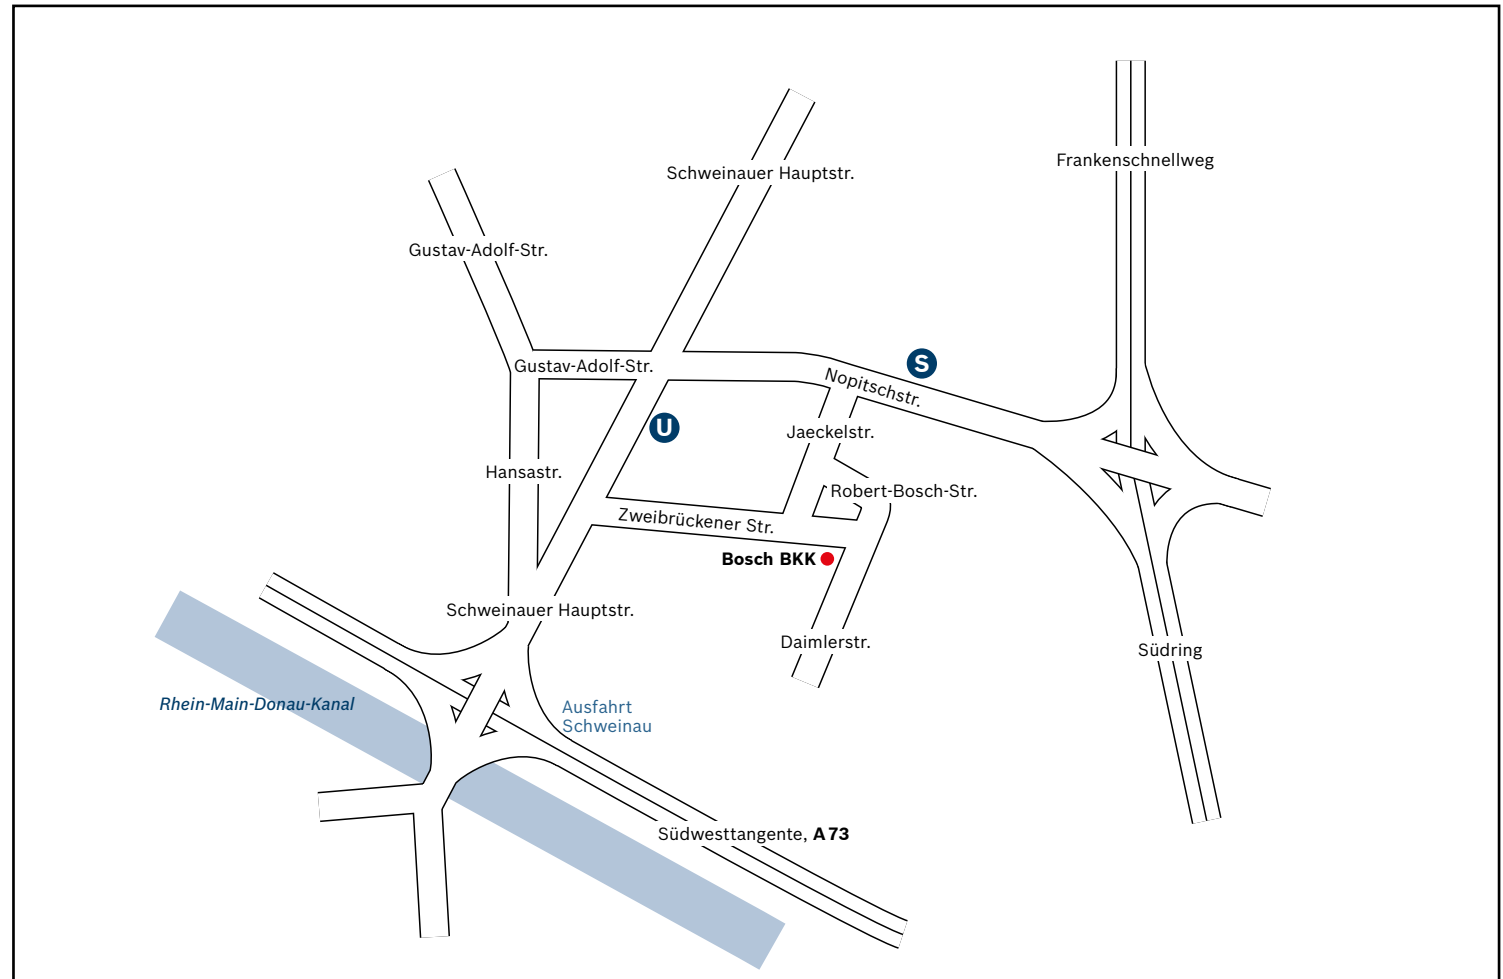 Frankenschnellweg
Schweinauer Hauptstr.
Gustav-Adolf-Str.
S
Gustav-Adolf-Str.
Nopitschstr.
U
Jaeckelstr.
Hansastr.
Robert-Bosch-Str.
Zweibrückener Str.
Bosch BKK
Schweinauer Hauptstr.
Daimlerstr.
Südring
Rhein-Main-Donau-Kanal
Ausfahrt
Schweinau
Südwesttangente, A 73